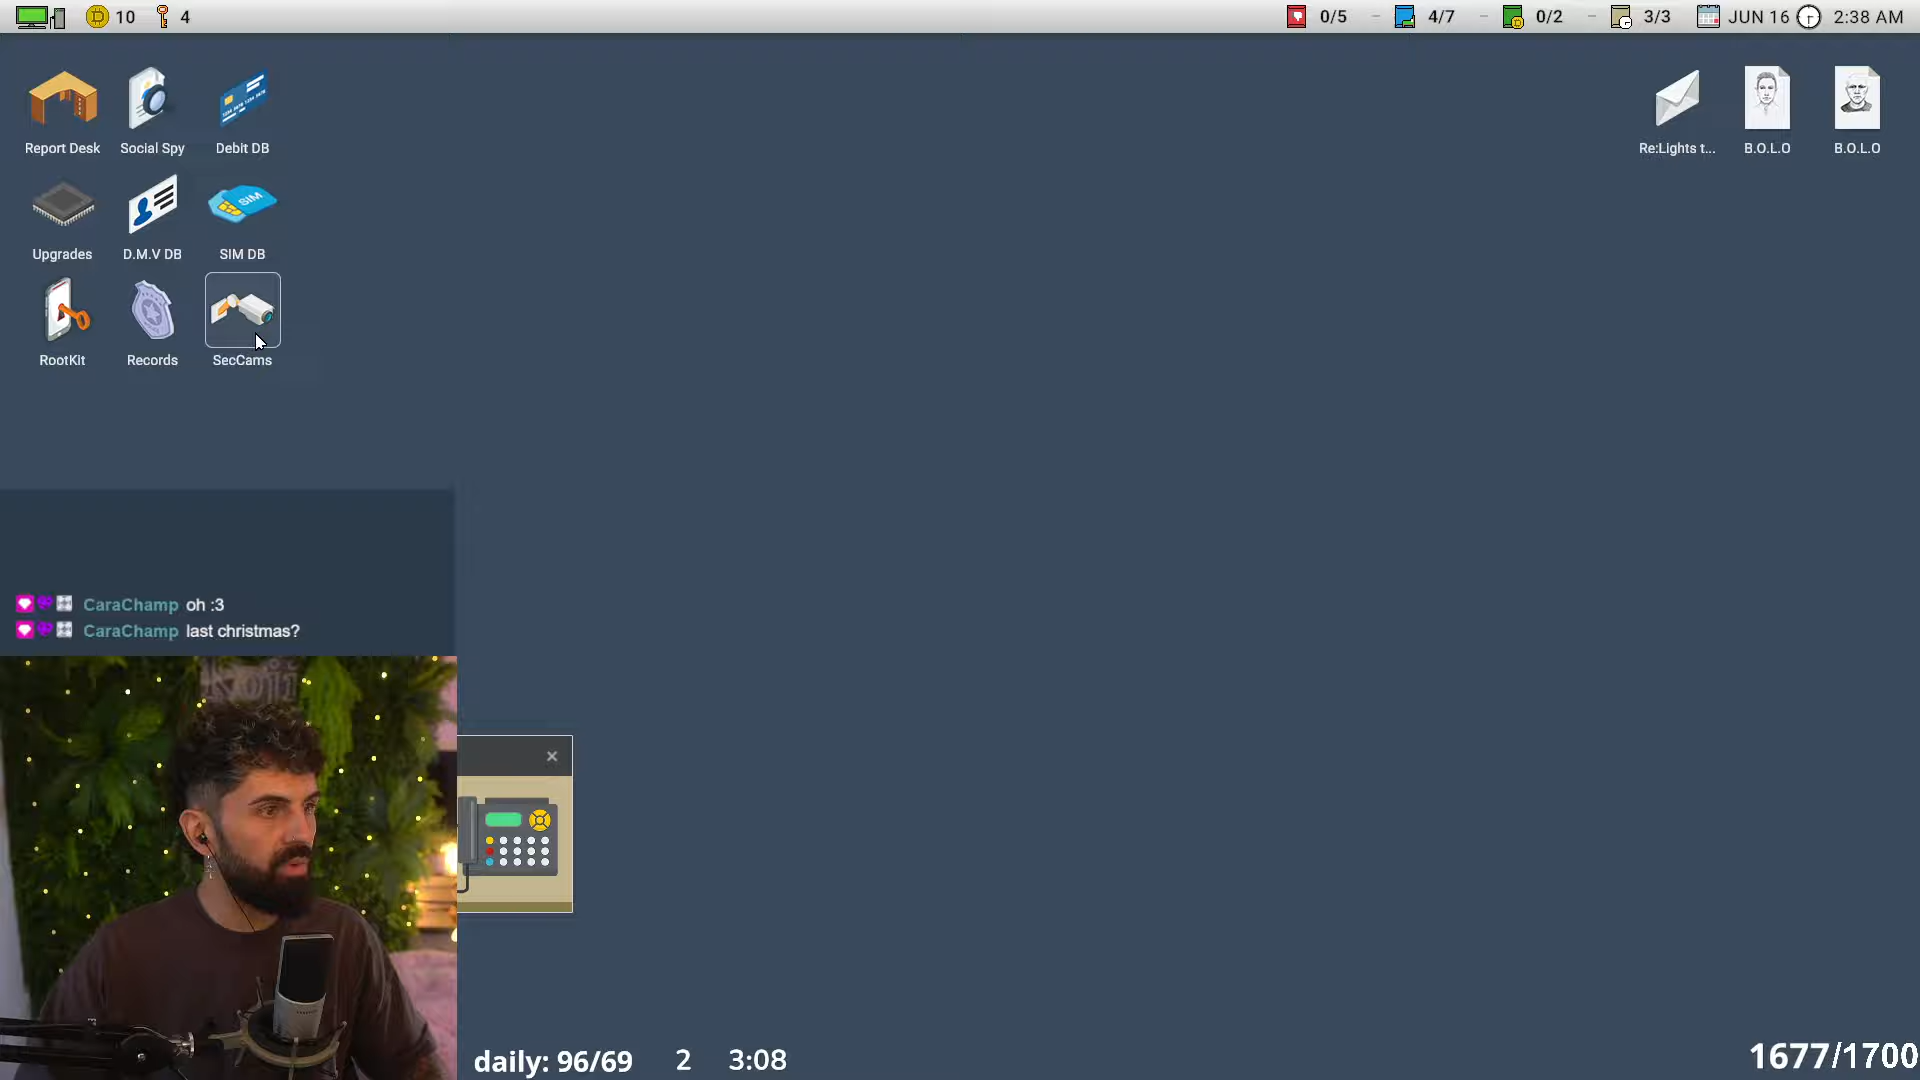 10 4 0/5 - 4/7 - 0/2 - 3/3 JUN 16 2:38 AM
Report Desk Social Spy Debit DB Re:Lights t... B.O.L.O B.O.L.O
SIM
Upgrades D.M.V DB SIM DB
RootKit Records SecCams
CaraChamp oh :3
CaraChamp last christmas?
daily: 96/69 2 3:08 1677/1700